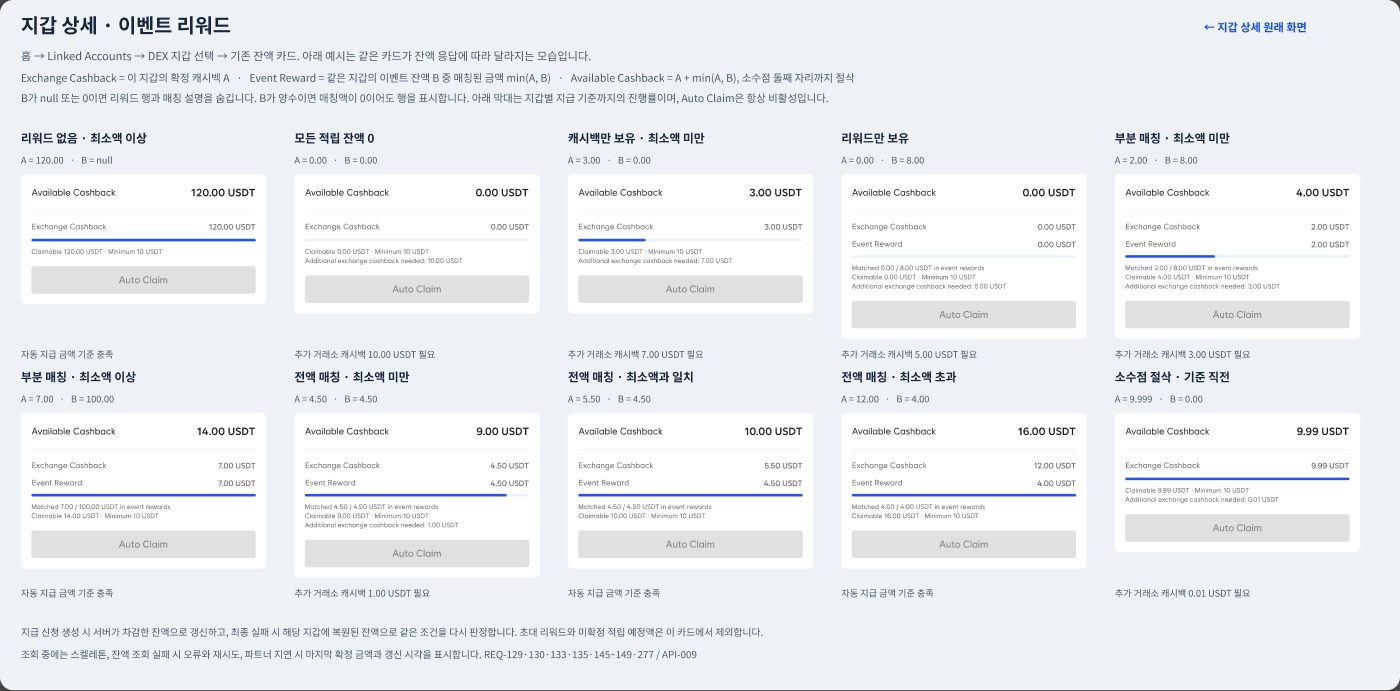 지갑 상세 · 이벤트 리워드
← 지갑 상세 원래 화면
홈 → Linked Accounts → DEX 지갑 선택 → 기존 잔액 카드. 아래 예시는 같은 카드가 잔액 응답에 따라 달라지는 모습입니다.
Exchange Cashback = 이 지갑의 확정 캐시백 A · Event Reward = 같은 지갑의 이벤트 잔액 B 중 매칭된 금액 min(A, B) · Available Cashback = A + min(A, B), 소수점 둘째 자리까지 절삭
B가 null 또는 0이면 리워드 행과 매칭 설명을 숨깁니다. B가 양수이면 매칭액이 0이어도 행을 표시합니다. 아래 막대는 지갑별 지급 기준까지의 진행률이며, Auto Claim은 항상 비활성입니다.
리워드 없음 · 최소액 이상
A = 120.00 · B = null
Available Cashback 120.00 USDT
Exchange Cashback 120.00 USDT
Claimable 120.00 USDT · Minimum 10 USDT
Auto Claim
자동 지급 금액 기준 충족
모든 적립 잔액 0
A = 0.00 · B = 0.00
Available Cashback 0.00 USDT
Exchange Cashback 0.00 USDT
Claimable 0.00 USDT · Minimum 10 USDT
Additional exchange cashback needed: 10.00 USDT
Auto Claim
추가 거래소 캐시백 10.00 USDT 필요
캐시백만 보유 · 최소액 미만
A = 3.00 · B = 0.00
Available Cashback 3.00 USDT
Exchange Cashback 3.00 USDT
Claimable 3.00 USDT · Minimum 10 USDT
Additional exchange cashback needed: 7.00 USDT
Auto Claim
추가 거래소 캐시백 7.00 USDT 필요
리워드만 보유
A = 0.00 · B = 8.00
Available Cashback 0.00 USDT
Exchange Cashback 0.00 USDT
Event Reward 0.00 USDT
Matched 0.00 / 8.00 USDT in event rewards
Claimable 0.00 USDT · Minimum 10 USDT
Additional exchange cashback needed: 5.00 USDT
Auto Claim
추가 거래소 캐시백 5.00 USDT 필요
부분 매칭 · 최소액 미만
A = 2.00 · B = 8.00
Available Cashback 4.00 USDT
Exchange Cashback 2.00 USDT
Event Reward 2.00 USDT
Matched 2.00 / 8.00 USDT in event rewards
Claimable 4.00 USDT · Minimum 10 USDT
Additional exchange cashback needed: 3.00 USDT
Auto Claim
추가 거래소 캐시백 3.00 USDT 필요
부분 매칭 · 최소액 이상
A = 7.00 · B = 100.00
Available Cashback 14.00 USDT
Exchange Cashback 7.00 USDT
Event Reward 7.00 USDT
Matched 7.00 / 100.00 USDT in event rewards
Claimable 14.00 USDT · Minimum 10 USDT
Auto Claim
자동 지급 금액 기준 충족
전액 매칭 · 최소액 미만
A = 4.50 · B = 4.50
Available Cashback 9.00 USDT
Exchange Cashback 4.50 USDT
Event Reward 4.50 USDT
Matched 4.50 / 4.50 USDT in event rewards
Claimable 9.00 USDT · Minimum 10 USDT
Additional exchange cashback needed: 1.00 USDT
Auto Claim
추가 거래소 캐시백 1.00 USDT 필요
전액 매칭 · 최소액과 일치
A = 5.50 · B = 4.50
Available Cashback 10.00 USDT
Exchange Cashback 5.50 USDT
Event Reward 4.50 USDT
Matched 4.50 / 4.50 USDT in event rewards
Claimable 10.00 USDT · Minimum 10 USDT
Auto Claim
자동 지급 금액 기준 충족
전액 매칭 · 최소액 초과
A = 12.00 · B = 4.00
Available Cashback 16.00 USDT
Exchange Cashback 12.00 USDT
Event Reward 4.00 USDT
Matched 4.00 / 4.00 USDT in event rewards
Claimable 16.00 USDT · Minimum 10 USDT
Auto Claim
자동 지급 금액 기준 충족
소수점 절삭 · 기준 직전
A = 9.999 · B = 0.00
Available Cashback 9.99 USDT
Exchange Cashback 9.99 USDT
Claimable 9.99 USDT · Minimum 10 USDT
Additional exchange cashback needed: 0.01 USDT
Auto Claim
추가 거래소 캐시백 0.01 USDT 필요
지급 신청 생성 시 서버가 차감한 잔액으로 갱신하고, 최종 실패 시 해당 지갑에 복원된 잔액으로 같은 조건을 다시 판정합니다. 초대 리워드와 미확정 적립 예정액은 이 카드에서 제외합니다.
조회 중에는 스켈레톤, 잔액 조회 실패 시 오류와 재시도, 파트너 지연 시 마지막 확정 금액과 갱신 시각을 표시합니다. REQ-129·130·133·135·145~149·277 / API-009